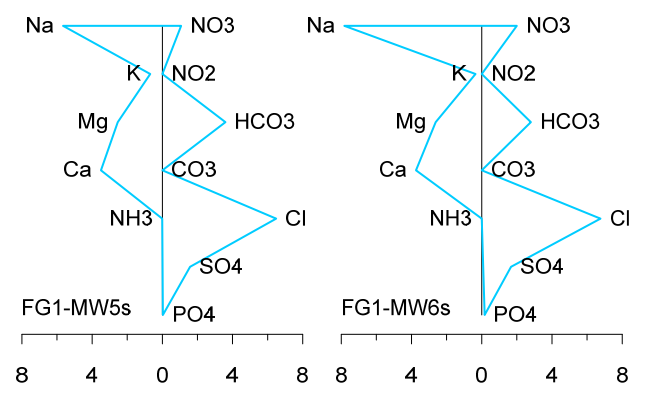 Na NO3 Na NO3
K NO2 K NO2
Mg HCO3 Mg HCO3
Ca CO3 Ca CO3
NH3 Cl NH3 Cl
SO4 SO4
FG1-MW5s PO4 FG1-MW6s PO4
8 4 0 4 8 8 4 0 4 8